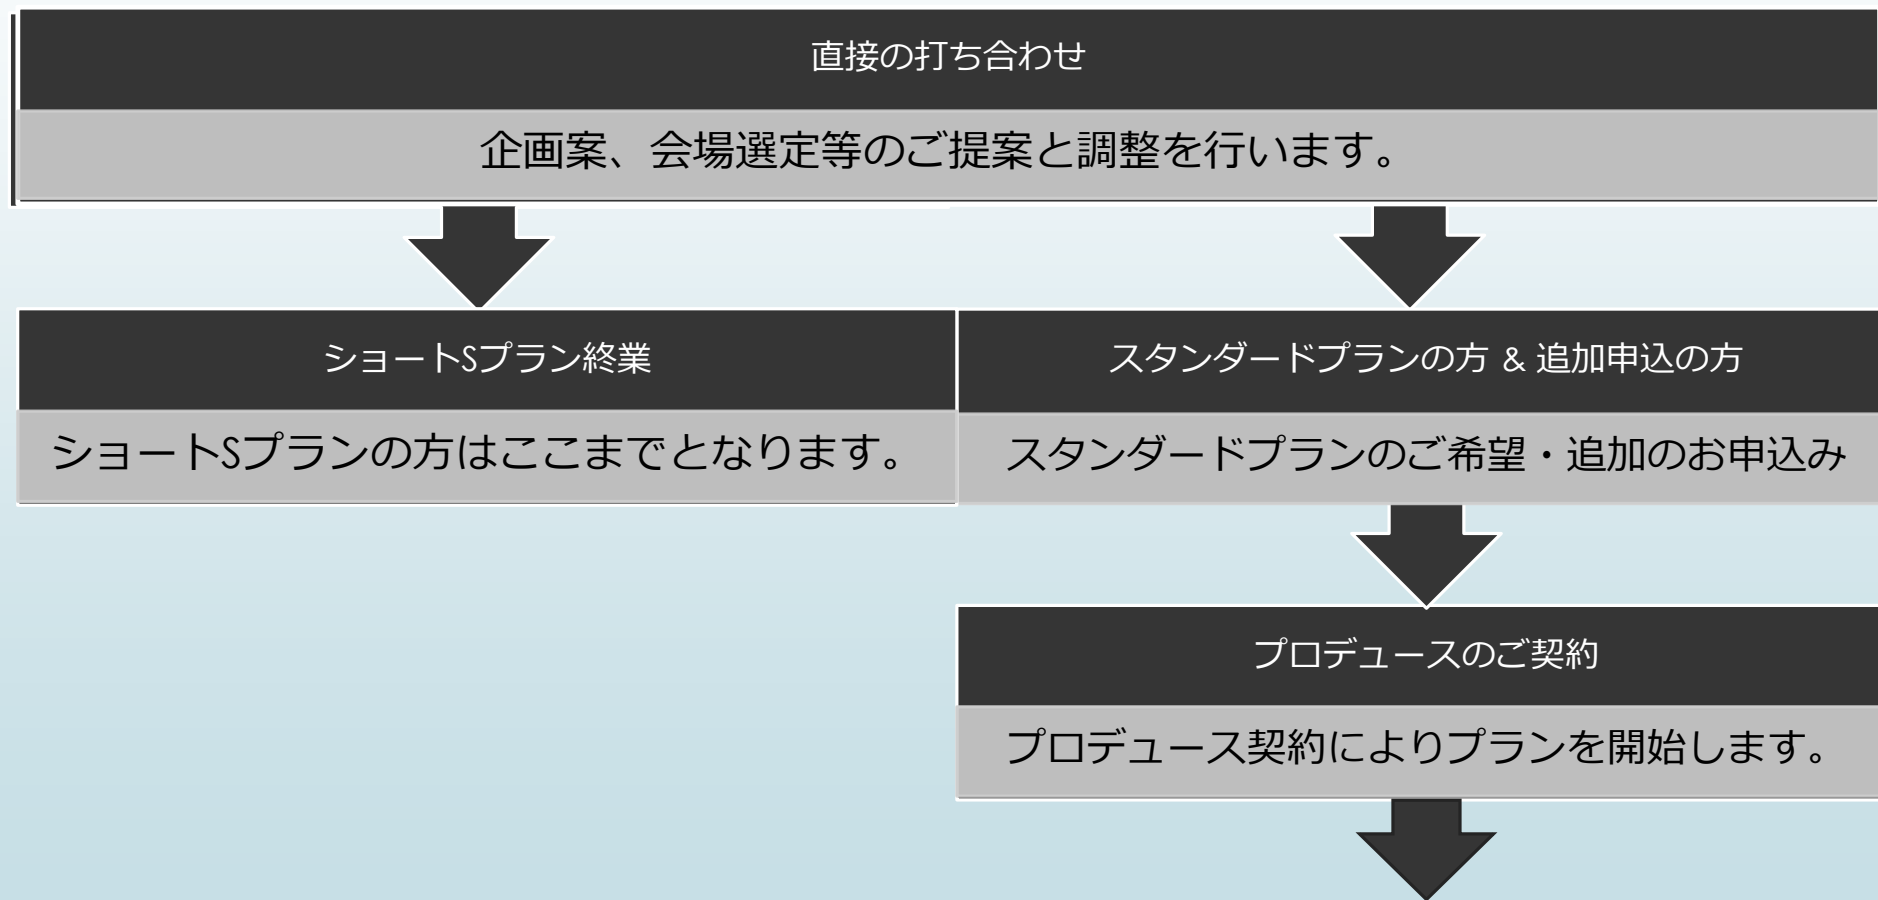 直接の打ち合わせ
企画案、会場選定等のご提案と調整を行います。
ショートSプラン終業
ショートSプランの方はここまでとなります。
スタンダードプランの方 & 追加申込の方
スタンダードプランのご希望・追加のお申込み
プロデュースのご契約
プロデュース契約によりプランを開始します。